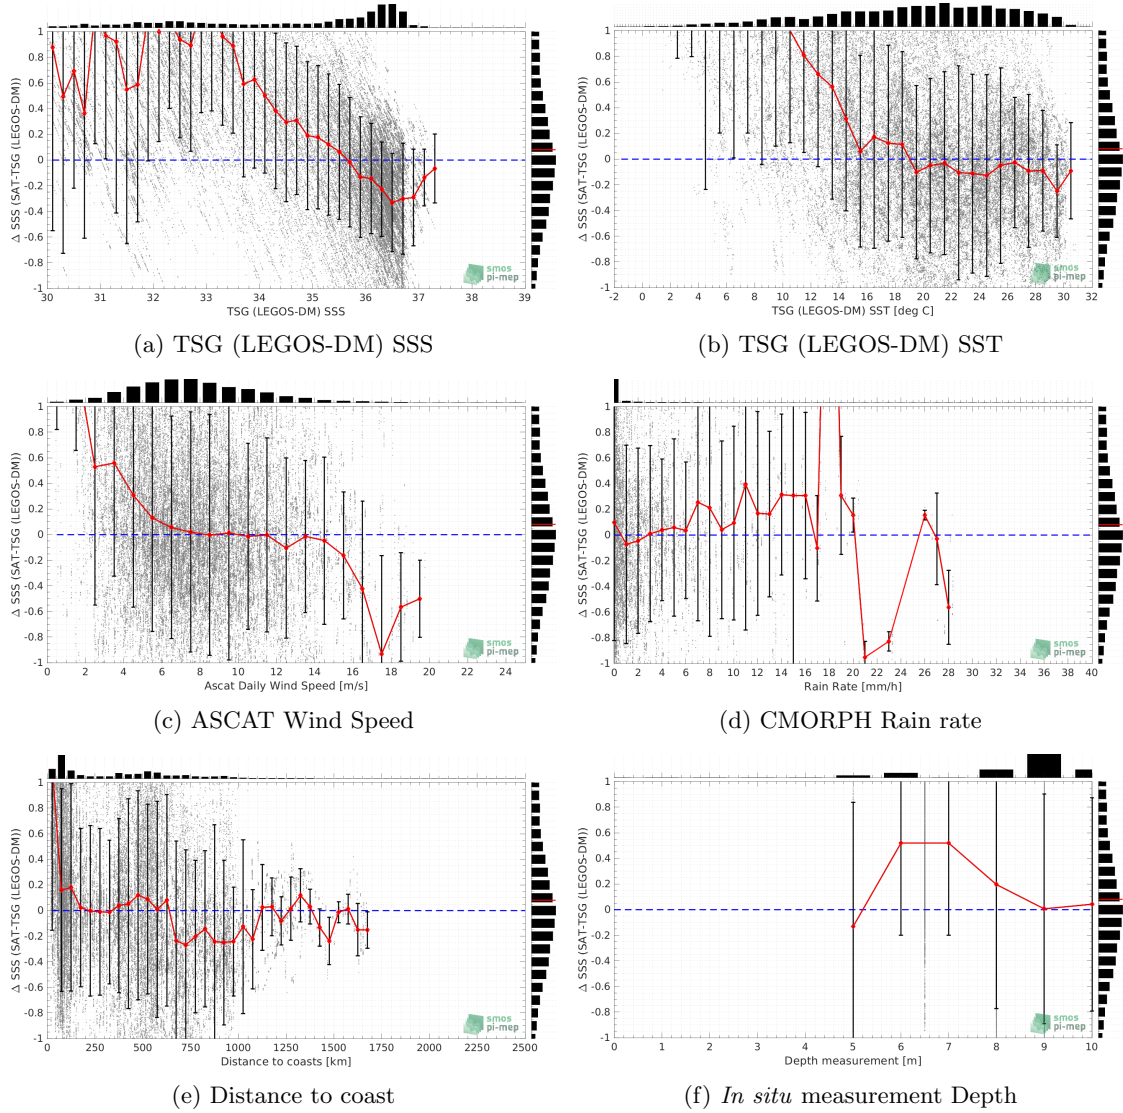 Δ SSS (SAT-TSG (LEGOS-DM))
1
0.8
0.6
0.4
0.2
0
-0.2
-0.4
-0.6
-0.8
-1
smos
pi-mep
30 31 32 33 34 35 36 37 38 39
TSG (LEGOS-DM) SSS
(a) TSG (LEGOS-DM) SSS
Δ SSS (SAT-TSG (LEGOS-DM))
1
0.8
0.6
0.4
0.2
0
-0.2
-0.4
-0.6
-0.8
-1
smos
pi-mep
-2 0 2 4 6 8 10 12 14 16 18 20 22 24 26 28 30 32
TSG (LEGOS-DM) SST [deg C]
(b) TSG (LEGOS-DM) SST
Δ SSS (SAT-TSG (LEGOS-DM))
1
0.8
0.6
0.4
0.2
0
-0.2
-0.4
-0.6
-0.8
-1
smos
pi-mep
0 2 4 6 8 10 12 14 16 18 20 22 24
Ascat Daily Wind Speed [m/s]
(c) ASCAT Wind Speed
Δ SSS (SAT-TSG (LEGOS-DM))
1
0.8
0.6
0.4
0.2
0
-0.2
-0.4
-0.6
-0.8
-1
smos
pi-mep
0 2 4 6 8 10 12 14 16 18 20 22 24 26 28 30 32 34 36 38 40
Rain Rate [mm/h]
(d) CMORPH Rain rate
Δ SSS (SAT-TSG (LEGOS-DM))
1
0.8
0.6
0.4
0.2
0
-0.2
-0.4
-0.6
-0.8
-1
smos
pi-mep
0 250 500 750 1000 1250 1500 1750 2000 2250 2500
Distance to coasts [km]
(e) Distance to coast
Δ SSS (SAT-TSG (LEGOS-DM))
1
0.8
0.6
0.4
0.2
0
-0.2
-0.4
-0.6
-0.8
-1
smos
pi-mep
0 1 2 3 4 5 6 7 8 9 10
Depth measurement [m]
(f) In situ measurement Depth